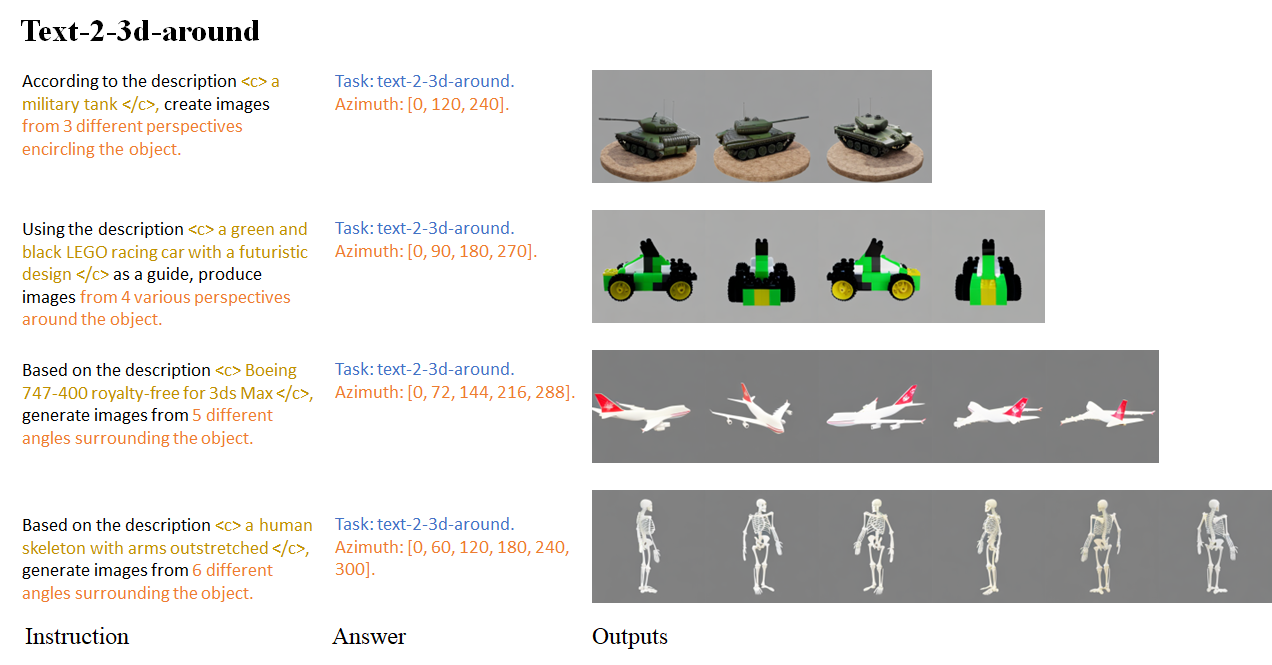 Text-2-3d-around
According to the description <c> a
military tank </c>, create images
from 3 different perspectives
encircling the object.
Task: text-2-3d-around.
Azimuth: [0, 120, 240].
Using the description <c> a green and
black LEGO racing car with a futuristic
design </c> as a guide, produce
images from 4 various perspectives
around the object.
Task: text-2-3d-around.
Azimuth: [0, 90, 180, 270].
Based on the description <c> Boeing
747-400 royalty-free for 3ds Max </c>,
generate images from 5 different
angles surrounding the object.
Task: text-2-3d-around.
Azimuth: [0, 72, 144, 216, 288].
Based on the description <c> a human
skeleton with arms outstretched </c>,
generate images from 6 different
angles surrounding the object.
Task: text-2-3d-around.
Azimuth: [0, 60, 120, 180, 240,
300].
Instruction
Answer
Outputs